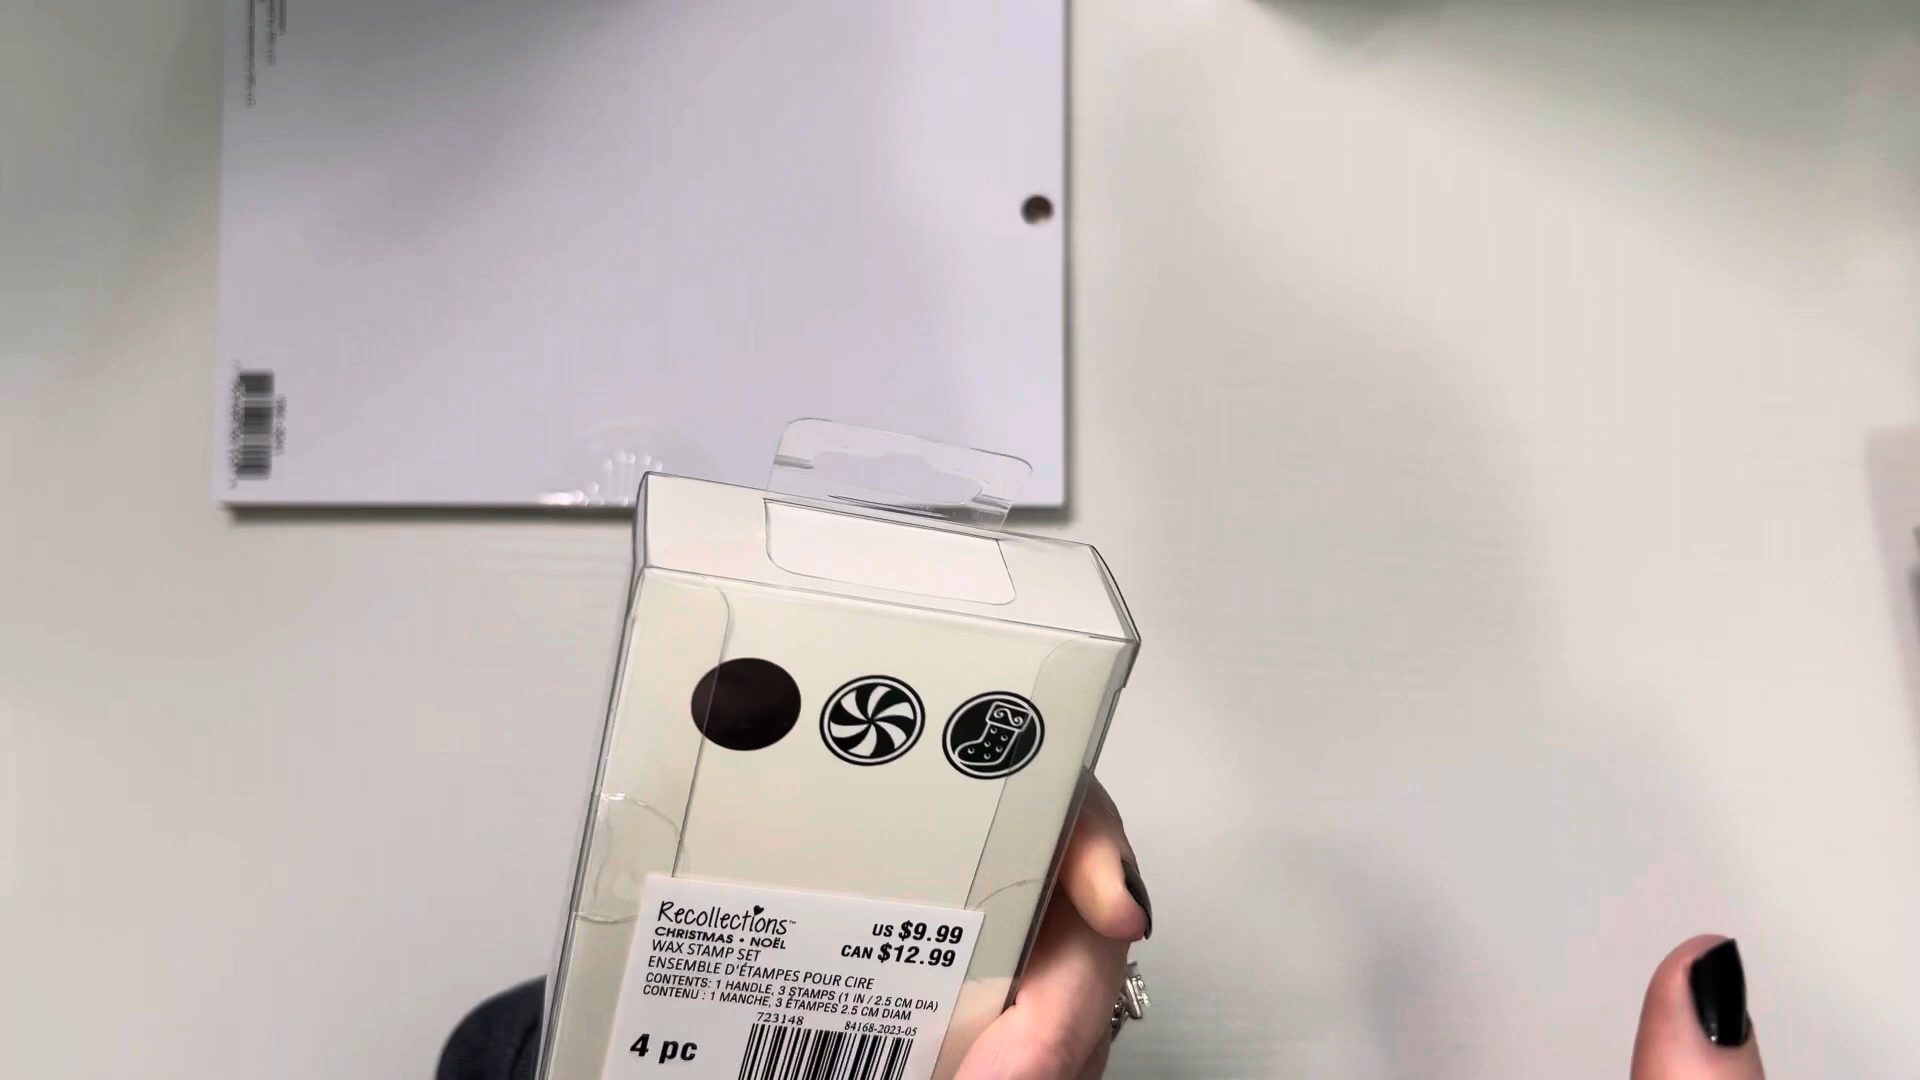 Recollections™
CHRISTMAS • NOËL
WAX STAMP SET
ENSEMBLE D'ÉTAMPES POUR CIRE
CONTENTS: 1 HANDLE, 3 STAMPS (1 IN / 2.5 CM DIA)
CONTENU : 1 MANCHE, 3 ÉTAMPES 2.5 CM DIAM
US $9.99
CAN $12.99
723148
84168-2023-05
4 pc